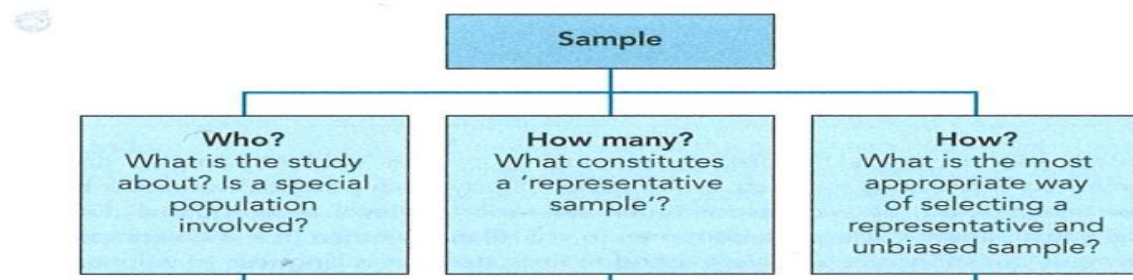 Sample
Who?
What is the study
about? Is a special
population
involved?
How many?
What constitutes
a 'representative
sample'?
How?
What is the most
appropriate way
of selecting a
representative and
unbiased sample?